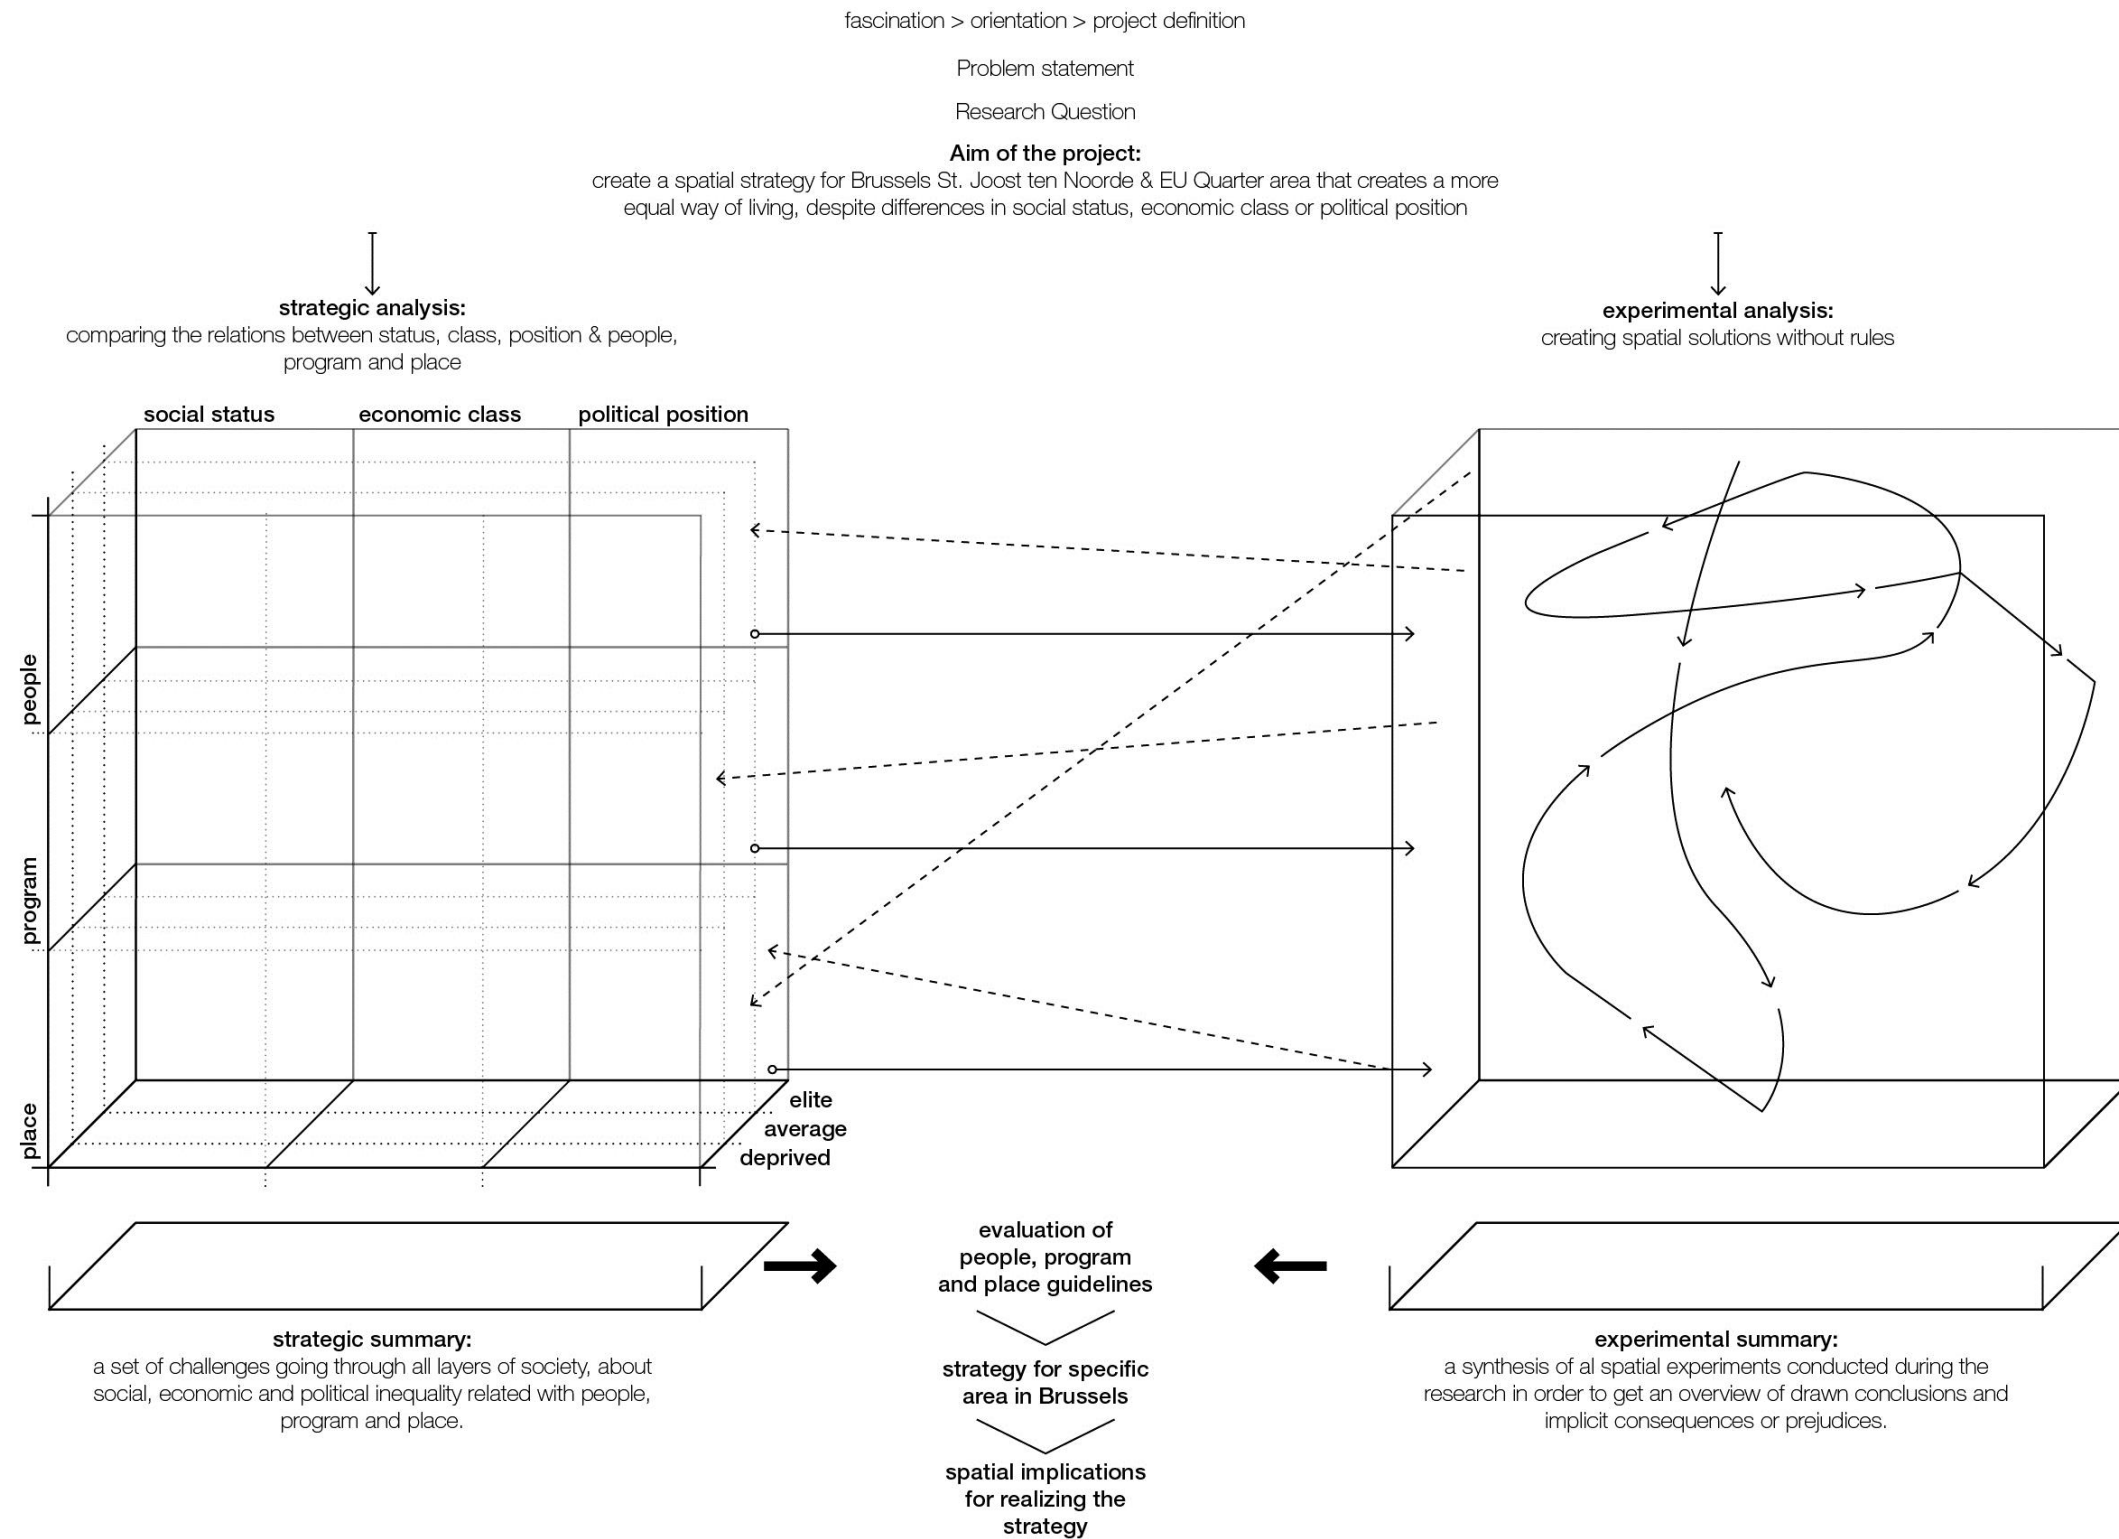 fascination > orientation > project definition
Problem statement
Research Question
Aim of the project:
create a spatial strategy for Brussels St. Joost ten Noorde & EU Quarter area that creates a more
equal way of living, despite differences in social status, economic class or political position
strategic analysis:
comparing the relations between status, class, position & people,
program and place
experimental analysis:
creating spatial solutions without rules
social status
economic class
political position
people
program
place
elite
average
deprived
evaluation of
people, program
and place guidelines
strategy for specific
area in Brussels
spatial implications
for realizing the
strategy
strategic summary:
a set of challenges going through all layers of society, about
social, economic and political inequality related with people,
program and place.
experimental summary:
a synthesis of al spatial experiments conducted during the
research in order to get an overview of drawn conclusions and
implicit consequences or prejudices.